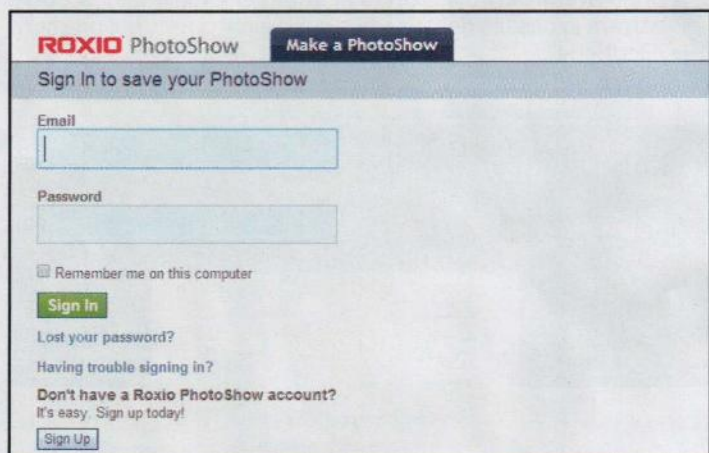 ROXIO PhotoShow Make a PhotoShow
Sign In to save your PhotoShow
Email
Password
Remember me on this computer
Sign In
Lost your password?
Having trouble signing in?
Don't have a Roxio PhotoShow account?
It's easy. Sign up today!
Sign Up